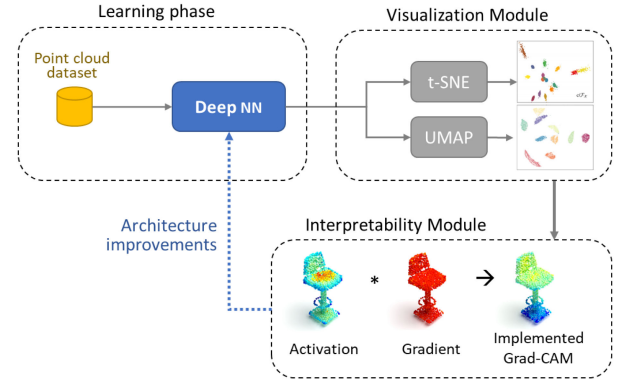 Learning phase
Visualization Module
Point cloud
dataset
Deep NN
t-SNE
UMAP
Architecture
improvements
Interpretability Module
*
→
Activation
Gradient
Implemented
Grad-CAM